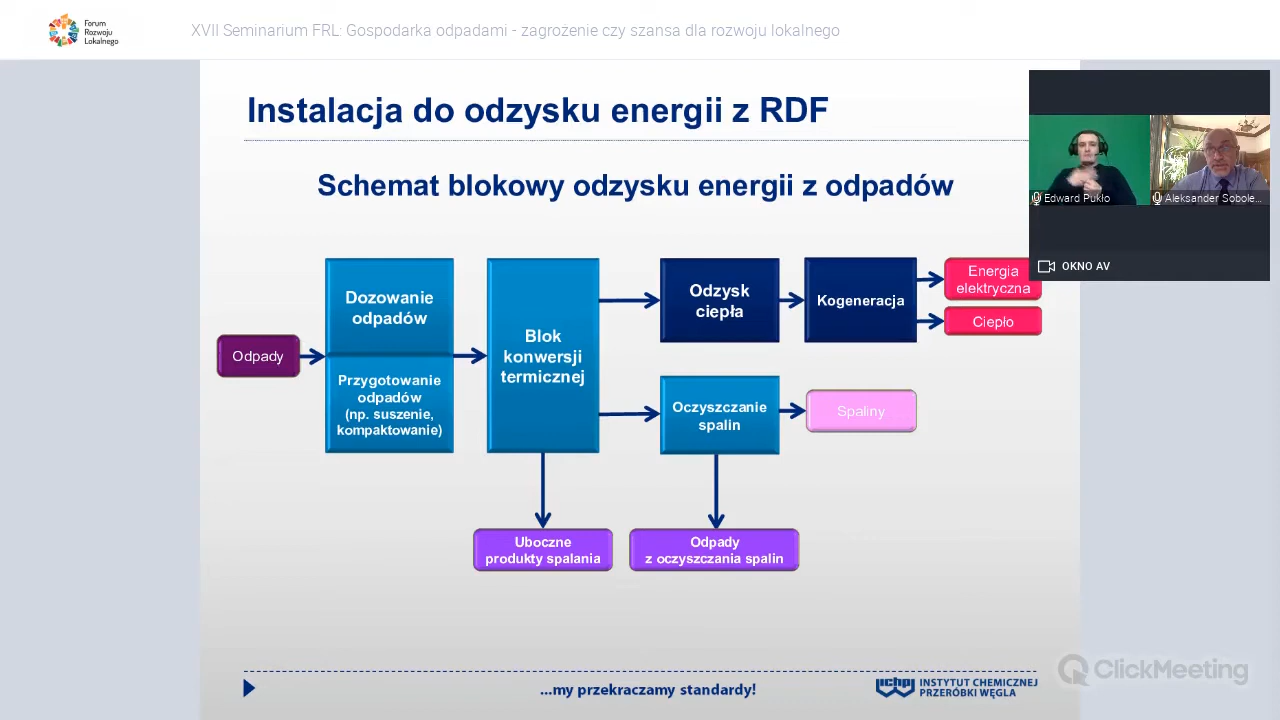 Forum
Rozwoju
Lokalnego
XVII Seminarium FRL: Gospodarka odpadami - zagrożenie czy szansa dla rozwoju lokalnego
Instalacja do odzysku energii z RDF
Schemat blokowy odzysku energii z odpadów
Edward Pukło
Aleksander Sobole...
OKNO AV
Odpady
Dozowanie
odpadów
Przygotowanie
odpadów
(np. suszenie,
kompaktowanie)
Blok
konwersji
termicznej
Odzysk
ciepła
Kogeneracja
Energia
elektryczna
Ciepło
Oczyszczanie
spalin
Spaliny
Uboczne
produkty spalania
Odpady
z oczyszczania spalin
...my przekraczamy standardy!
ichpw
INSTYTUT CHEMICZNEJ
PRZERÓBKI WĘGLA
ClickMeeting